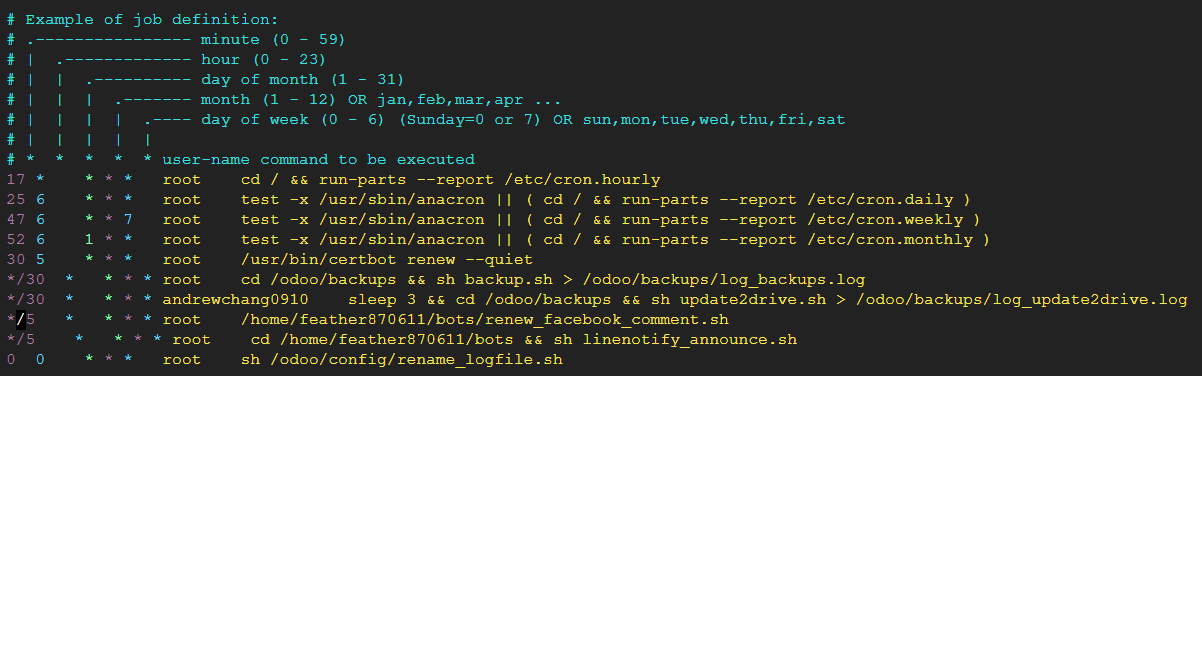 # Example of job definition:
# .---------------- minute (0 - 59)
# |  .------------- hour (0 - 23)
# |  |  .---------- day of month (1 - 31)
# |  |  |  .------- month (1 - 12) OR jan,feb,mar,apr ...
# |  |  |  |  .---- day of week (0 - 6) (Sunday=0 or 7) OR sun,mon,tue,wed,thu,fri,sat
# |  |  |  |  |
# *  *  *  *  * user-name command to be executed
17 *    * * *   root    cd / && run-parts --report /etc/cron.hourly
25 6    * * *   root    test -x /usr/sbin/anacron || ( cd / && run-parts --report /etc/cron.daily )
47 6    * * 7   root    test -x /usr/sbin/anacron || ( cd / && run-parts --report /etc/cron.weekly )
52 6    1 * *   root    test -x /usr/sbin/anacron || ( cd / && run-parts --report /etc/cron.monthly )
30 5    * * *   root    /usr/bin/certbot renew --quiet
*/30  *   * * * root    cd /odoo/backups && sh backup.sh > /odoo/backups/log_backups.log
*/30  *   * * * andrewchang0910    sleep 3 && cd /odoo/backups && sh update2drive.sh > /odoo/backups/log_update2drive.log
*/5   *   * * * root    /home/feather870611/bots/renew_facebook_comment.sh
*/5    *   * * * root    cd /home/feather870611/bots && sh linenotify_announce.sh
0  0    * * *   root    sh /odoo/config/rename_logfile.sh